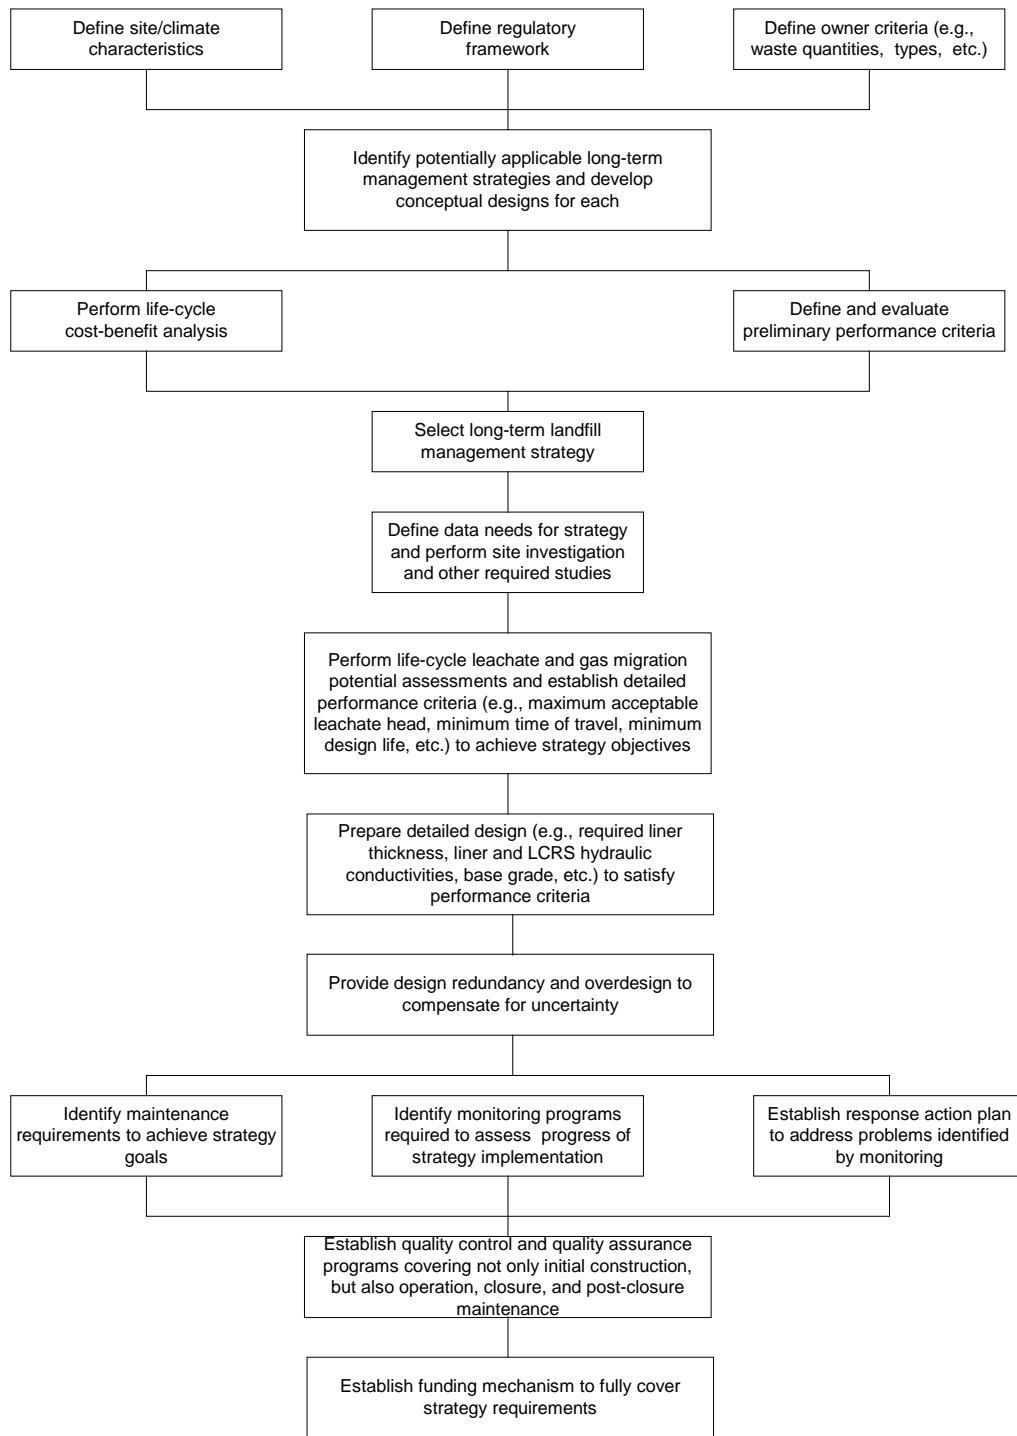 Define site/climate
characteristics
Define regulatory
framework
Define owner criteria (e.g.,
waste quantities, types, etc.)
Identify potentially applicable long-term
management strategies and develop
conceptual designs for each
Perform life-cycle
cost-benefit analysis
Define and evaluate
preliminary performance criteria
Select long-term landfill
management strategy
Define data needs for strategy
and perform site investigation
and other required studies
Perform life-cycle leachate and gas migration
potential assessments and establish detailed
performance criteria (e.g., maximum acceptable
leachate head, minimum time of travel, minimum
design life, etc.) to achieve strategy objectives
Prepare detailed design (e.g., required liner
thickness, liner and LCRS hydraulic
conductivities, base grade, etc.) to satisfy
performance criteria
Provide design redundancy and overdesign to
compensate for uncertainty
Identify maintenance
requirements to achieve strategy
goals
Identify monitoring programs
required to assess progress of
strategy implementation
Establish response action plan
to address problems identified
by monitoring
Establish quality control and quality assurance
programs covering not only initial construction,
but also operation, closure, and post-closure
maintenance
Establish funding mechanism to fully cover
strategy requirements